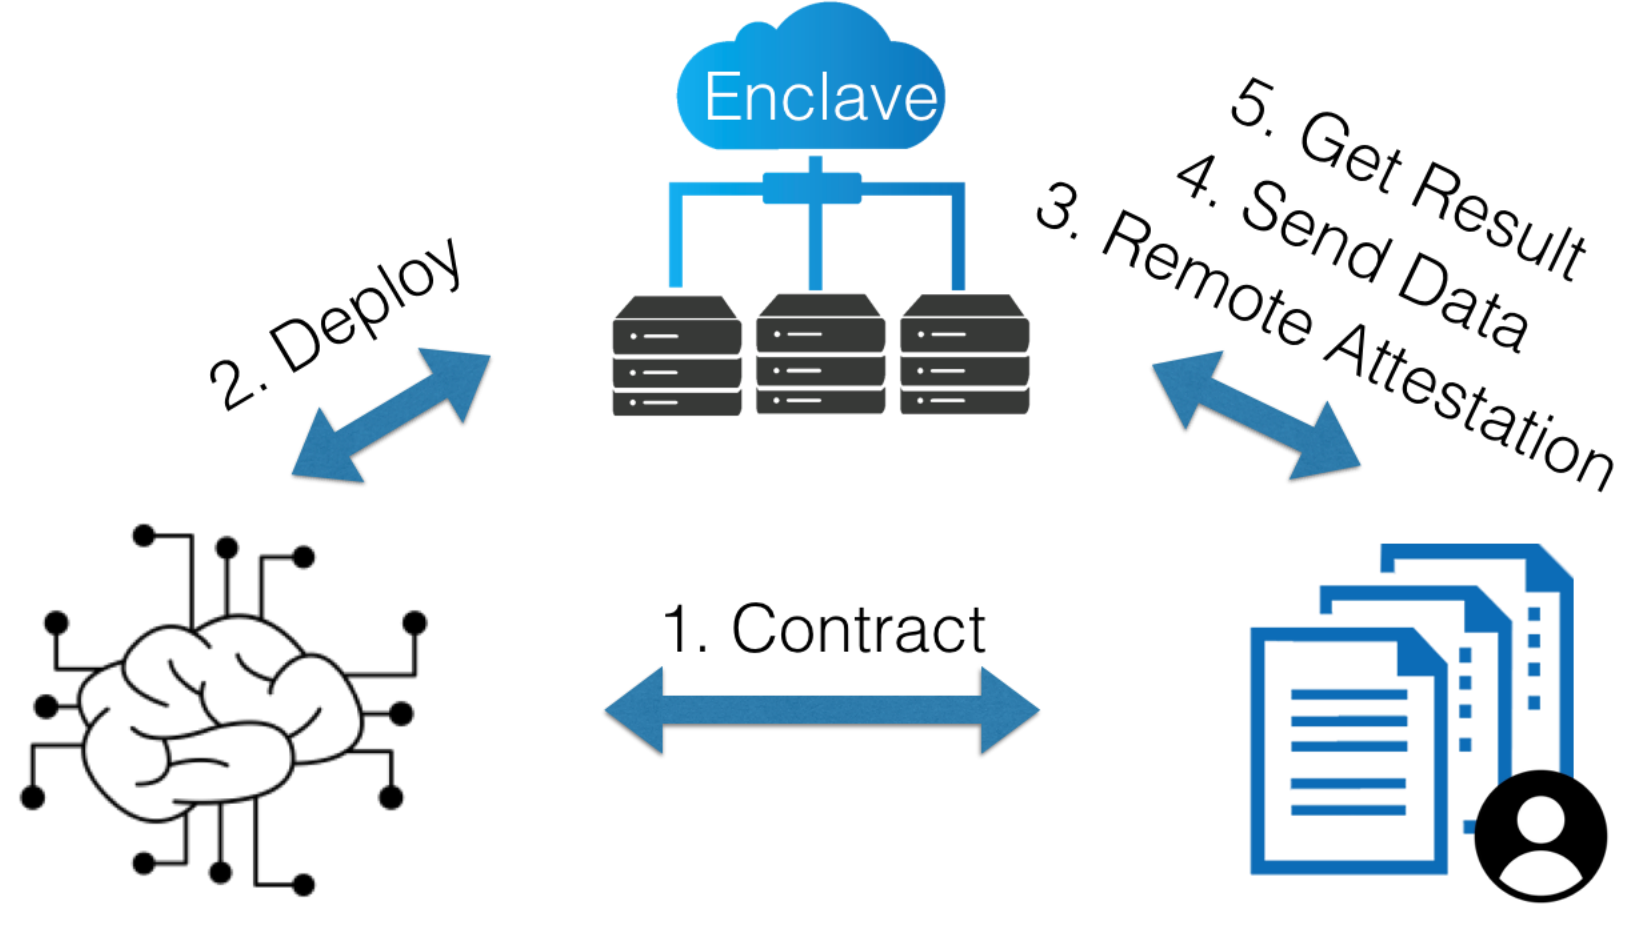 Enclave
5. Get Result
4. Send Data
3. Remote Attestation
2. Deploy
1. Contract